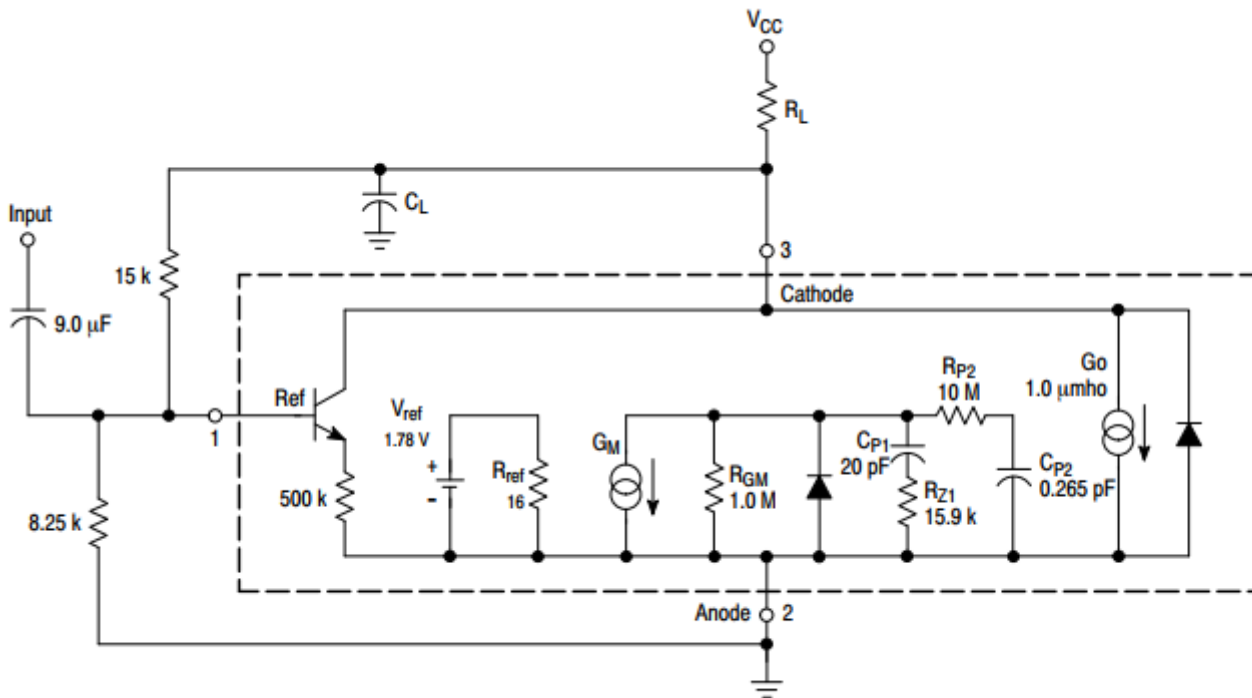 VCC
RL
CL
Input
15 k
3
Cathode
9.0 μF
Go
1.0 μmho
RP2
10 M
Ref
Vref
1.78 V
GM
CP1
20 pF
1
+
Rref
16
RGM
1.0 M
CP2
0.265 pF
500 k
–
RZ1
15.9 k
8.25 k
Anode
2